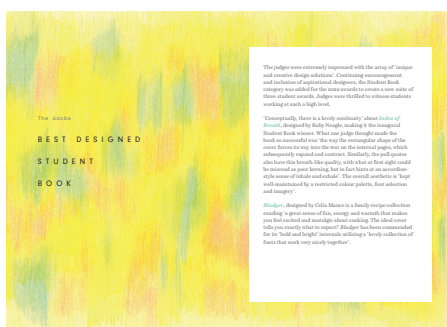 The Adobe
BEST DESIGNED
STUDENT
BOOK
The judges were extremely impressed with the array of 'unique
and creative design solutions'. Continuing encouragement
and inclusion of aspirational designers, the Student Book
category was added for the 2022 awards to create a new suite of
three student awards. Judges were thrilled to witness students
working at such a high level.
'Conceptually, there is a lovely continuity' about Index of
Breath, designed by Ruby Neagle, making it the inaugural
Student Book winner. What one judge thought made the
book so successful was 'the way the rectangular shape of the
cover forces its way into the text on the internal pages, which
subsequently expand and contract. Similarly, the pull quotes
also have this breath-like quality, with what at first sight could
be misread as poor kerning, but in fact hints at an accordion-
style sense of inhale and exhale'. The overall aesthetic is 'kept
well-maintained by a restricted colour palette, font selection
and imagery'.
Bludger, designed by Celia Mance is a family recipe collection
exuding 'a great sense of fun, energy and warmth that makes
you feel excited and nostalgic about cooking. The ideal cover
tells you exactly what to expect!' Bludger has been commended
for its 'bold and bright' internals utilising a 'lovely collection of
fonts that work very nicely together'.